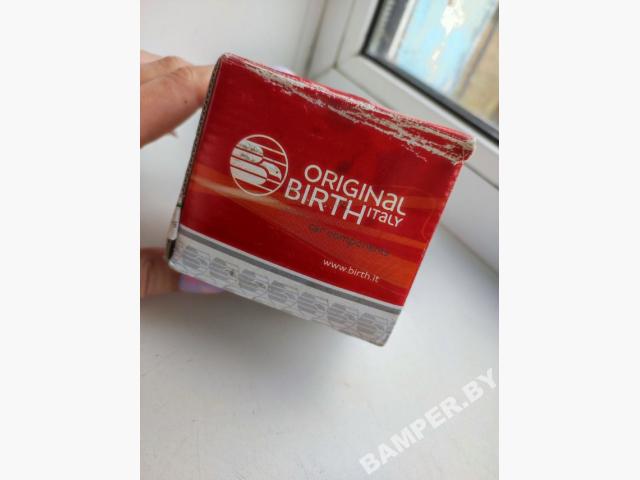 ORIGINAL
BIRTH ITALY
car components
www.birth.it
BAMPER.BY